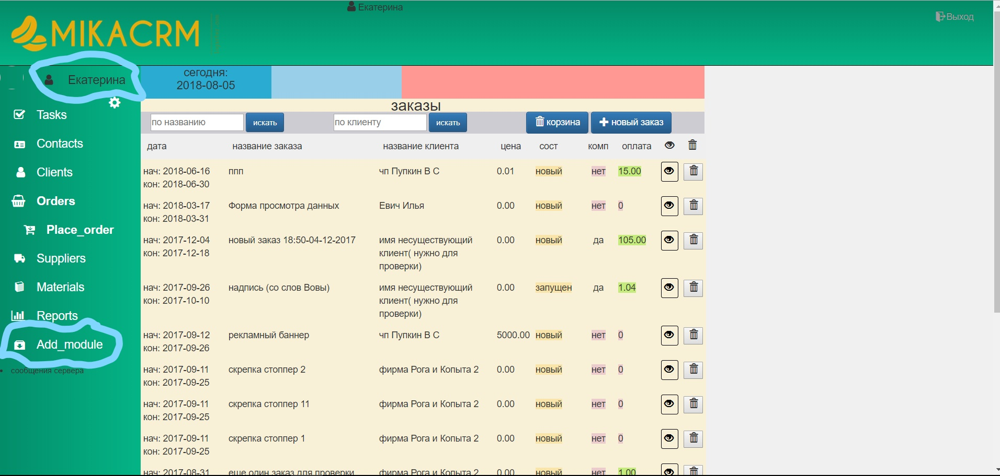 Екатерина
Выход
MIKACRM
Екатерина
Tasks
Contacts
Clients
Orders
Place_order
Suppliers
Materials
Reports
Add_module
сообщения сервера
сегодня:
2018-08-05
заказы
по названию искать по клиенту искать корзина новый заказ
дата название заказа название клиента цена сост комп оплата
нач: 2018-06-16 ппп чп Пупкин В С 0.01 новый нет 15.00
кон: 2018-06-30
нач: 2018-03-17 Форма просмотра данных Евич Илья 0.00 новый нет 0
кон: 2018-03-31
нач: 2017-12-04 новый заказ 18:50-04-12-2017 имя несуществующий 0.00 новый да 105.00
кон: 2017-12-18 клиент( нужно для
проверки)
нач: 2017-09-26 надпись (со слов Вовы) имя несуществующий 0.00 запущен да 1.04
кон: 2017-10-10 клиент( нужно для
проверки)
нач: 2017-09-12 рекламный баннер чп Пупкин В С 5000.00 новый нет 0
кон: 2017-09-26
нач: 2017-09-11 скрепка стоппер 2 фирма Рога и Копыта 2 0.00 новый нет 0
кон: 2017-09-25
нач: 2017-09-11 скрепка стоппер 11 фирма Рога и Копыта 2 0.00 новый нет 0
кон: 2017-09-25
нач: 2017-09-11 скрепка стоппер 1 фирма Рога и Копыта 2 0.00 новый нет 0
кон: 2017-09-25
нач: 2017-08-31 еще один заказ для проверки фирма Рога и Копыта 2 0.00 новый нет 1.00